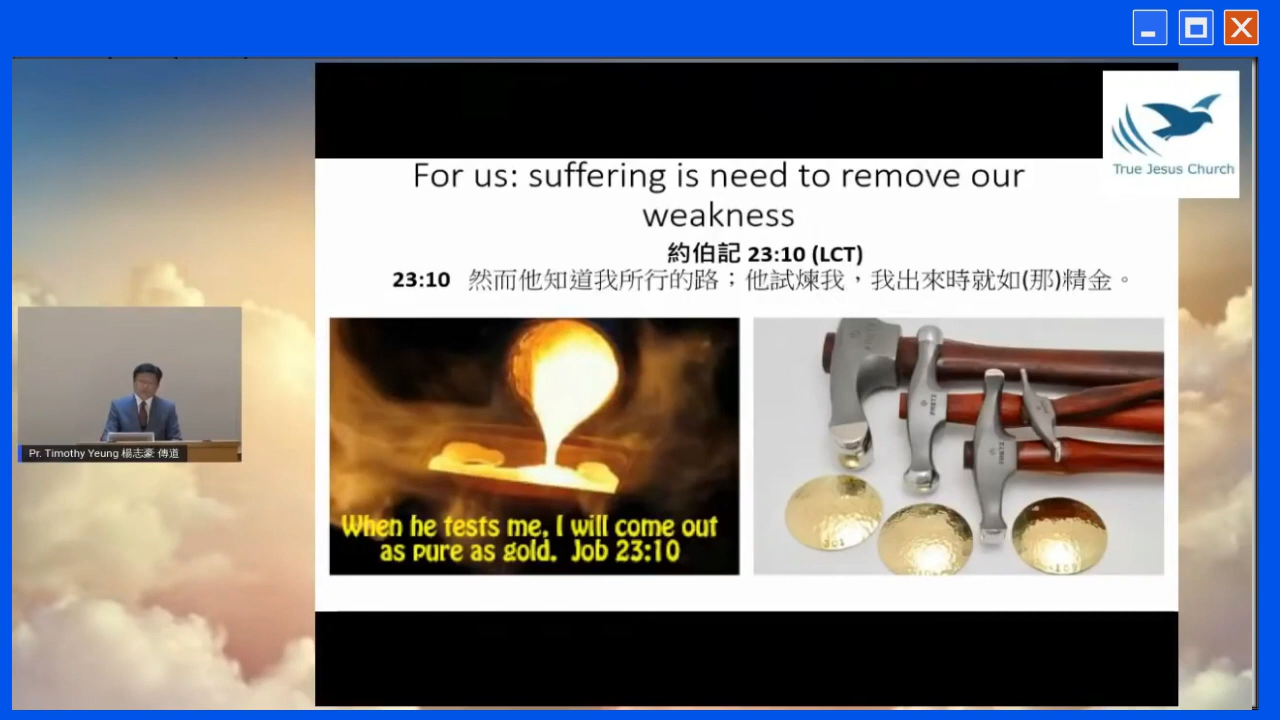 True Jesus Church
For us: suffering is need to remove our
weakness
約伯記 23:10 (LCT)
23:10 然而他知道我所行的路；他試煉我，我出來時就如(那)精金。
When he tests me, I will come out
as pure as gold. Job 23:10
Pr. Timothy Yeung 楊志豪 傳道